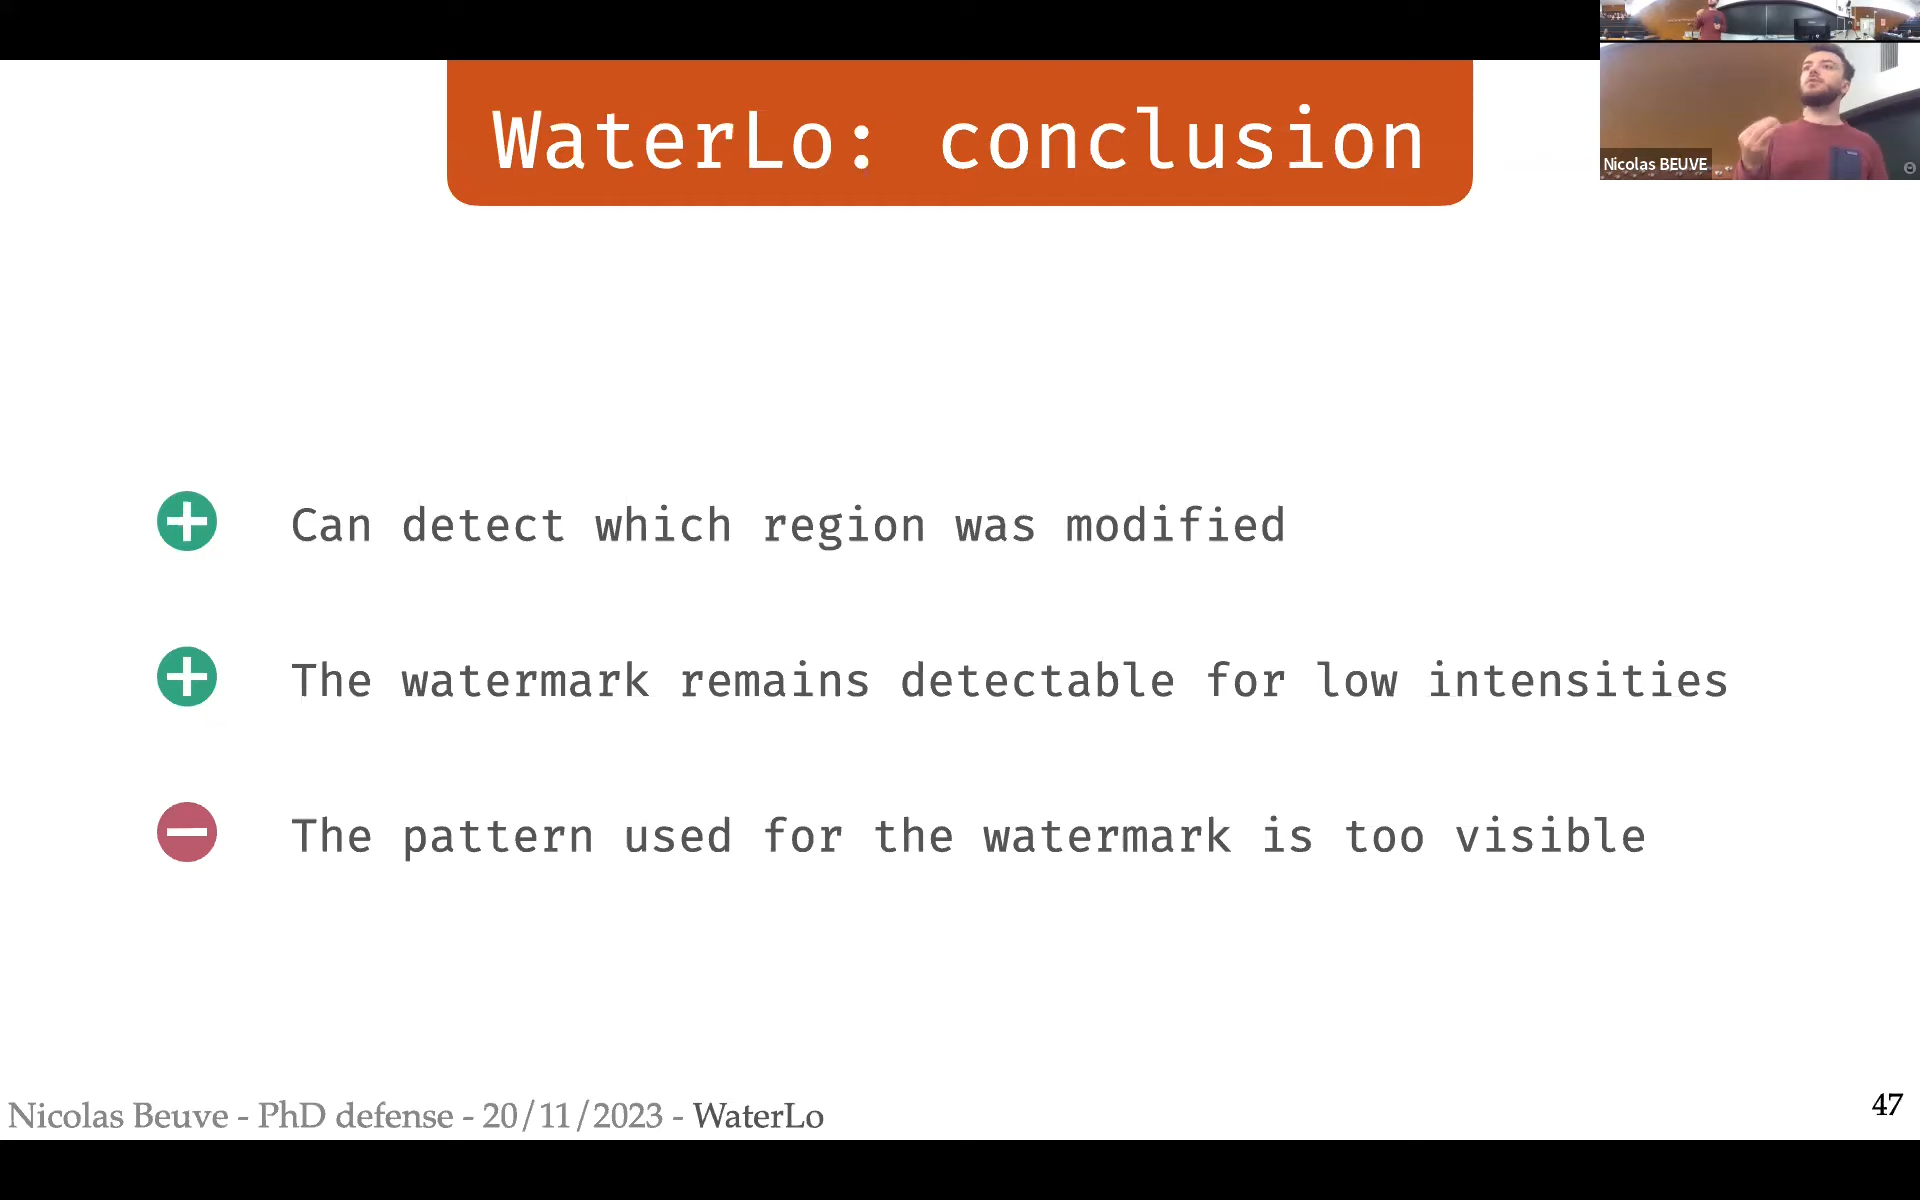 WaterLo: conclusion
Nicolas BEUVE
Can detect which region was modified
The watermark remains detectable for low intensities
The pattern used for the watermark is too visible
Nicolas Beuve - PhD defense - 20/11/2023 - WaterLo
47